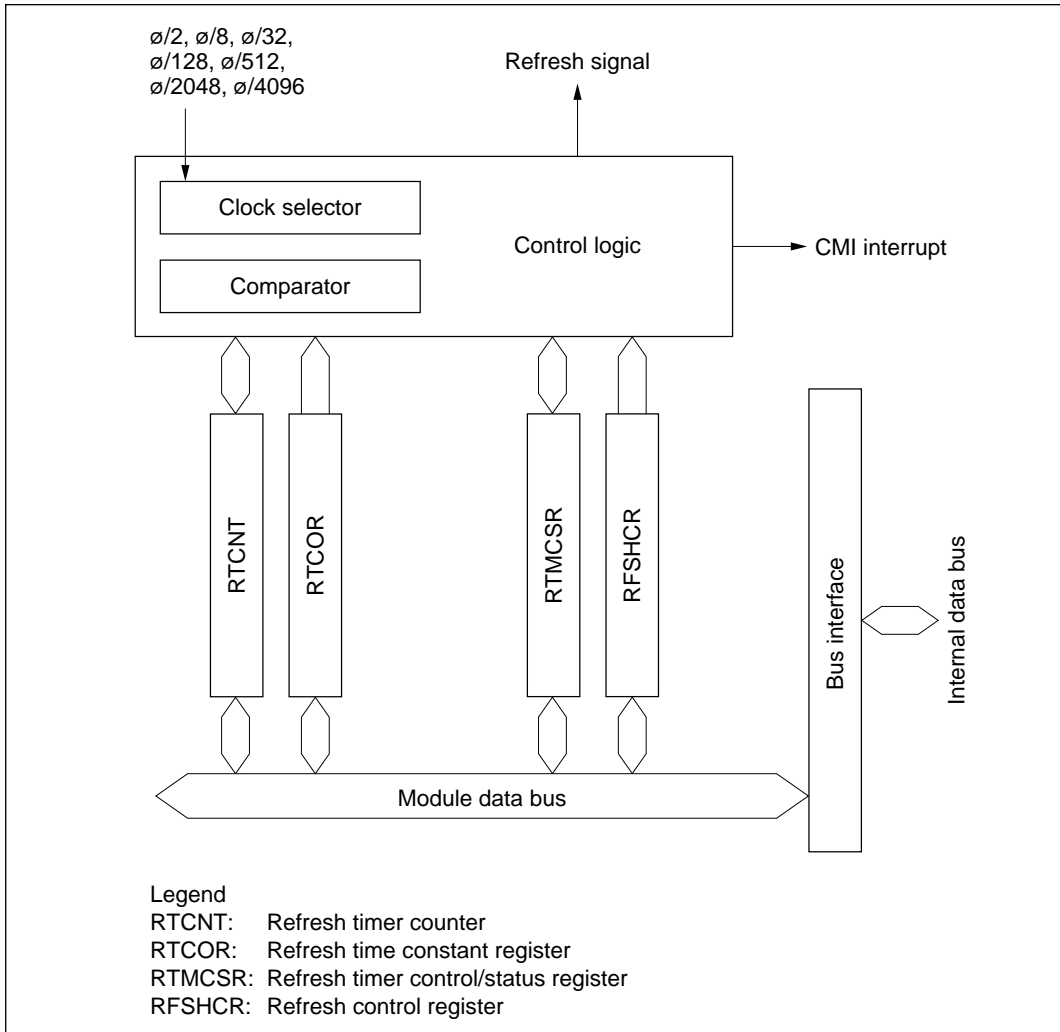 ø/2, ø/8, ø/32,
ø/128, ø/512,
ø/2048, ø/4096
Refresh signal
Clock selector
Control logic
CMI interrupt
Comparator
RTCNT
RTCOR
RTMCSR
RFSHCR
Bus interface
Internal data bus
Module data bus
Legend
RTCNT: Refresh timer counter
RTCOR: Refresh time constant register
RTMCSR: Refresh timer control/status register
RFSHCR: Refresh control register